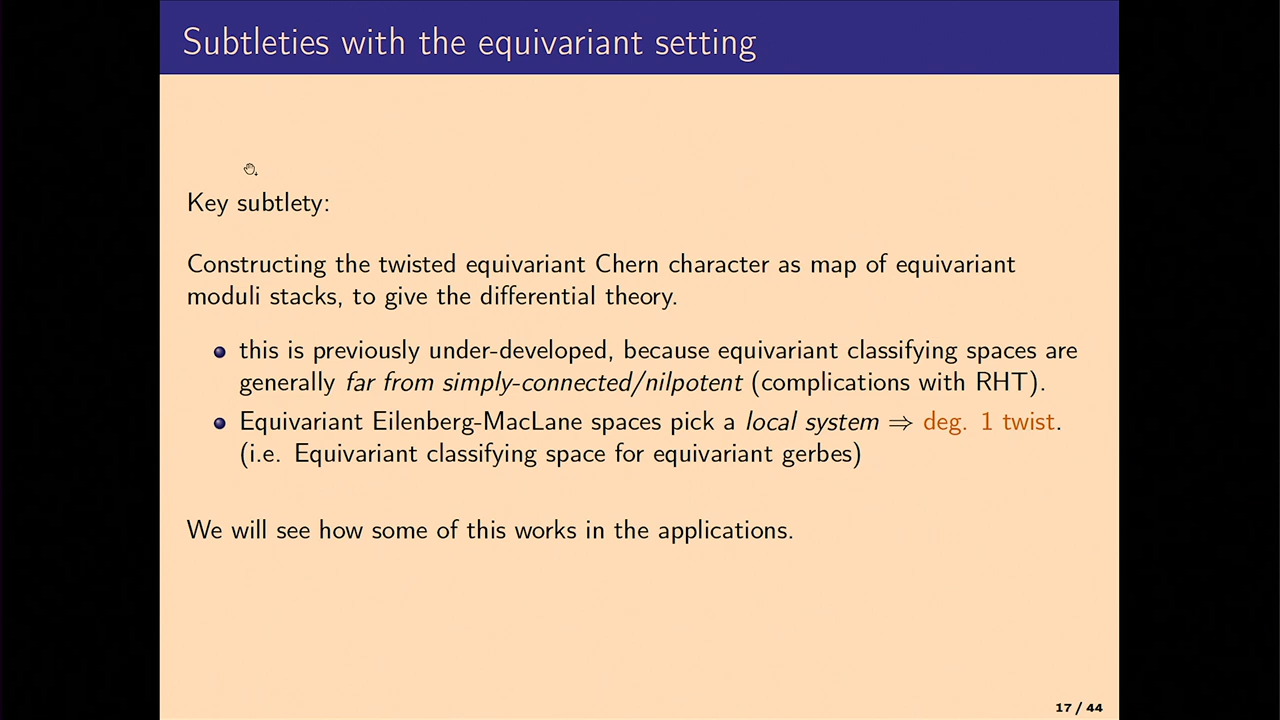 Subtleties with the equivariant setting
Key subtlety:
Constructing the twisted equivariant Chern character as map of equivariant
moduli stacks, to give the differential theory.
this is previously under-developed, because equivariant classifying spaces are
generally far from simply-connected/nilpotent (complications with RHT).
Equivariant Eilenberg-MacLane spaces pick a local system ⇒ deg. 1 twist.
(i.e. Equivariant classifying space for equivariant gerbes)
We will see how some of this works in the applications.
17 / 44